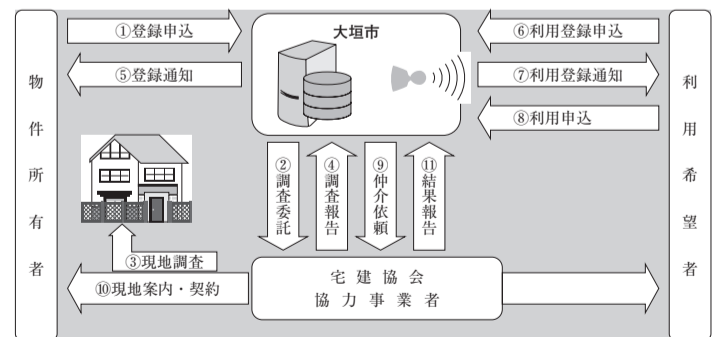 物件所有者
①登録申込
⑤登録通知
大垣市
⑥利用登録申込
⑦利用登録通知
⑧利用申込
利用希望者
②調査委託
④調査報告
⑨仲介依頼
⑪結果報告
③現地調査
⑩現地案内・契約
宅建協会
協力事業者